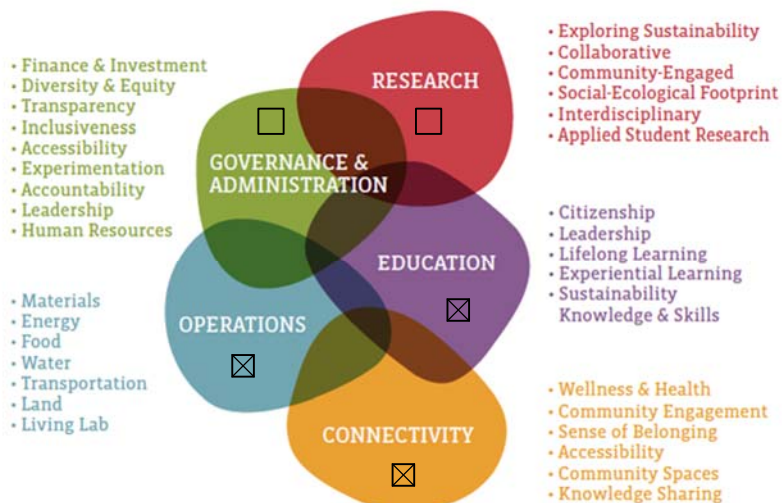 • Finance & Investment
• Diversity & Equity
• Transparency
• Inclusiveness
• Accessibility
• Experimentation
• Accountability
• Leadership
• Human Resources
RESEARCH
• Exploring Sustainability
• Collaborative
• Community-Engaged
• Social-Ecological Footprint
• Interdisciplinary
• Applied Student Research
GOVERNANCE &
ADMINISTRATION
EDUCATION
• Citizenship
• Leadership
• Lifelong Learning
• Experiential Learning
• Sustainability
Knowledge & Skills
• Materials
• Energy
• Food
• Water
• Transportation
• Land
• Living Lab
OPERATIONS
CONNECTIVITY
• Wellness & Health
• Community Engagement
• Sense of Belonging
• Accessibility
• Community Spaces
• Knowledge Sharing